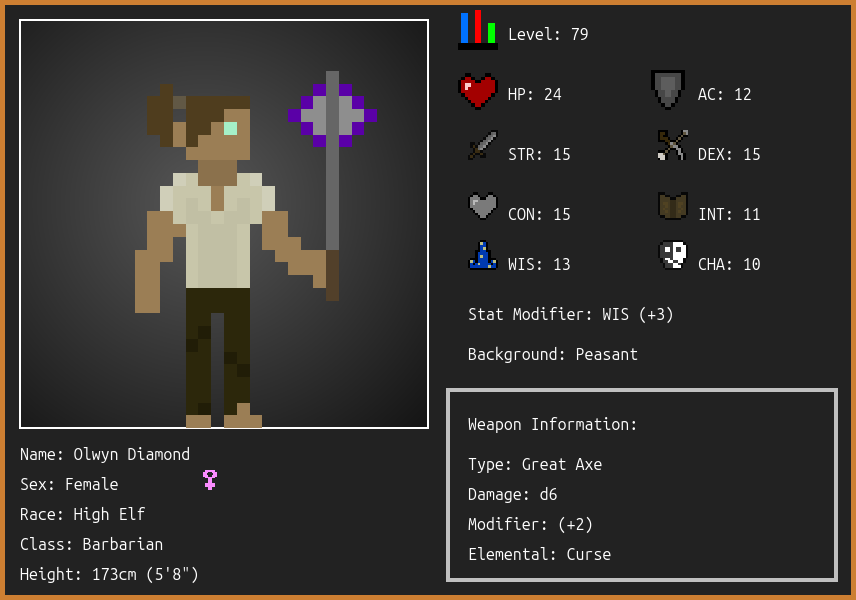 Level: 79
HP: 24
AC: 12
STR: 15
DEX: 15
CON: 15
INT: 11
WIS: 13
CHA: 10
Stat Modifier: WIS (+3)
Background: Peasant
Weapon Information:
Type: Great Axe
Damage: d6
Modifier: (+2)
Elemental: Curse
Name: Olwyn Diamond
Sex: Female
Race: High Elf
Class: Barbarian
Height: 173cm (5'8")